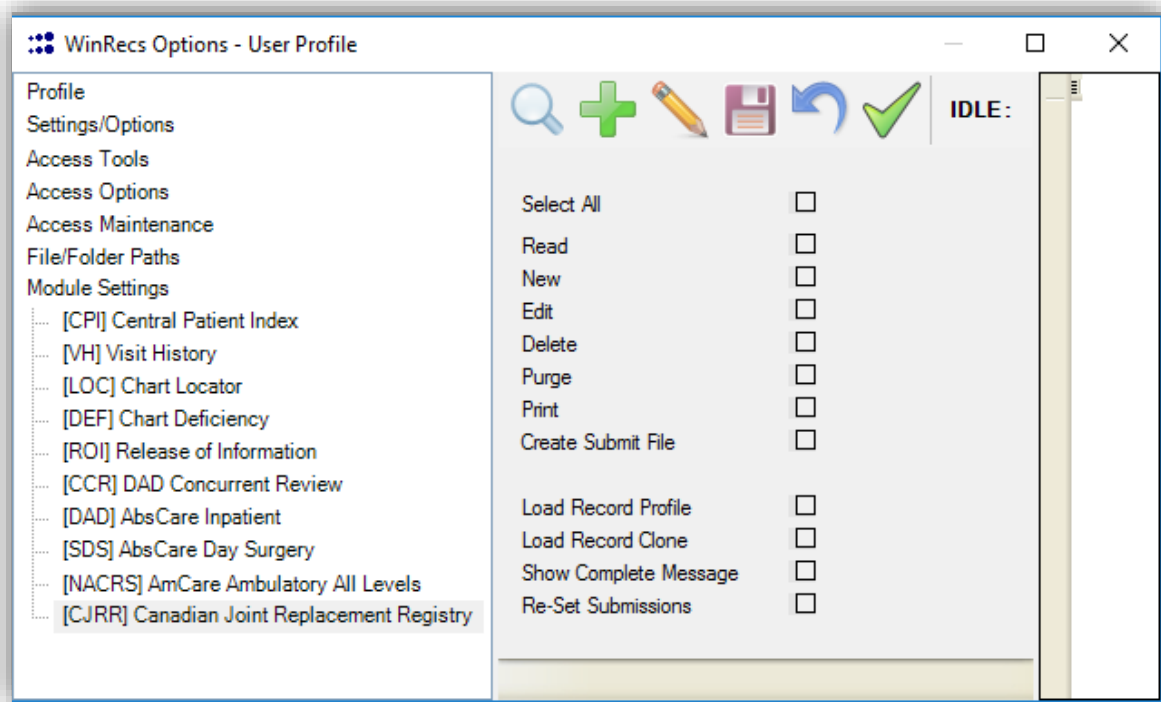 WinRecs Options - User Profile
Profile
Settings/Options
Access Tools
Access Options
Access Maintenance
File/Folder Paths
Module Settings
[CPI] Central Patient Index
[VH] Visit History
[LOC] Chart Locator
[DEF] Chart Deficiency
[ROI] Release of Information
[CCR] DAD Concurrent Review
[DAD] AbsCare Inpatient
[SDS] AbsCare Day Surgery
[NACRS] AmCare Ambulatory All Levels
[CJRR] Canadian Joint Replacement Registry
IDLE:
Select All
Read
New
Edit
Delete
Purge
Print
Create Submit File
Load Record Profile
Load Record Clone
Show Complete Message
Re-Set Submissions